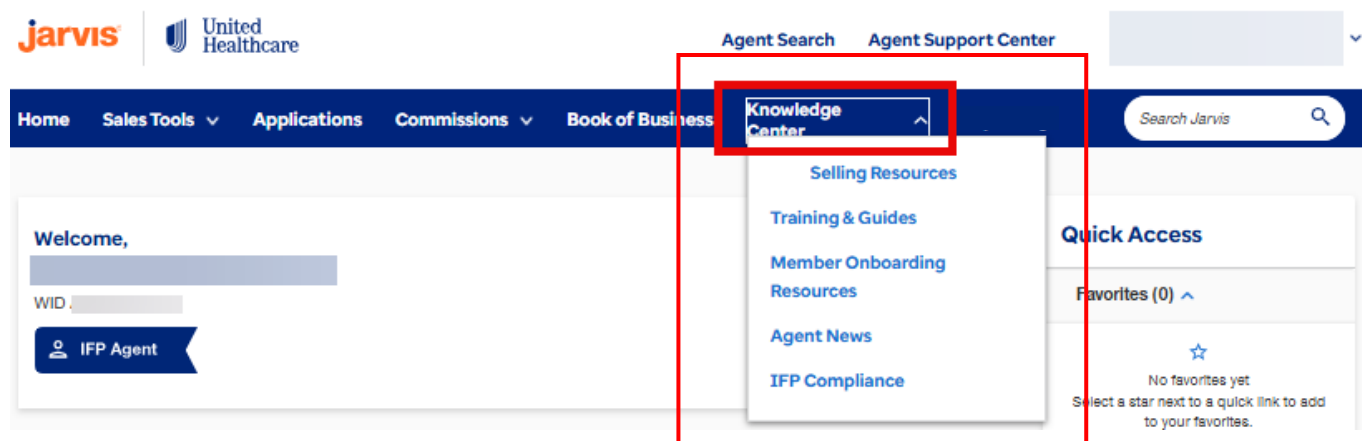 jarvis
United
Healthcare
Agent Search Agent Support Center
Home Sales Tools Applications Commissions Book of Business Knowledge
Center
Search Jarvis
Selling Resources
Training & Guides
Member Onboarding
Resources
Agent News
IFP Compliance
Welcome,
WID
IFP Agent
Quick Access
Favorites (0)
No favorites yet
Select a star next to a quick link to add
to your favorites.